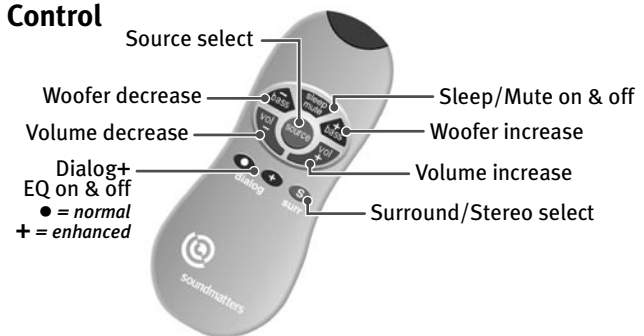 Control
Source select
Woofer decrease
Sleep/Mute on & off
Volume decrease
Woofer increase
Dialog+
EQ on & off
● = normal
+ = enhanced
Volume increase
Surround/Stereo select
- bass
sleep mute
+ bass
vol -
source
vol +
● +
dialog
S
surr
soundmatters